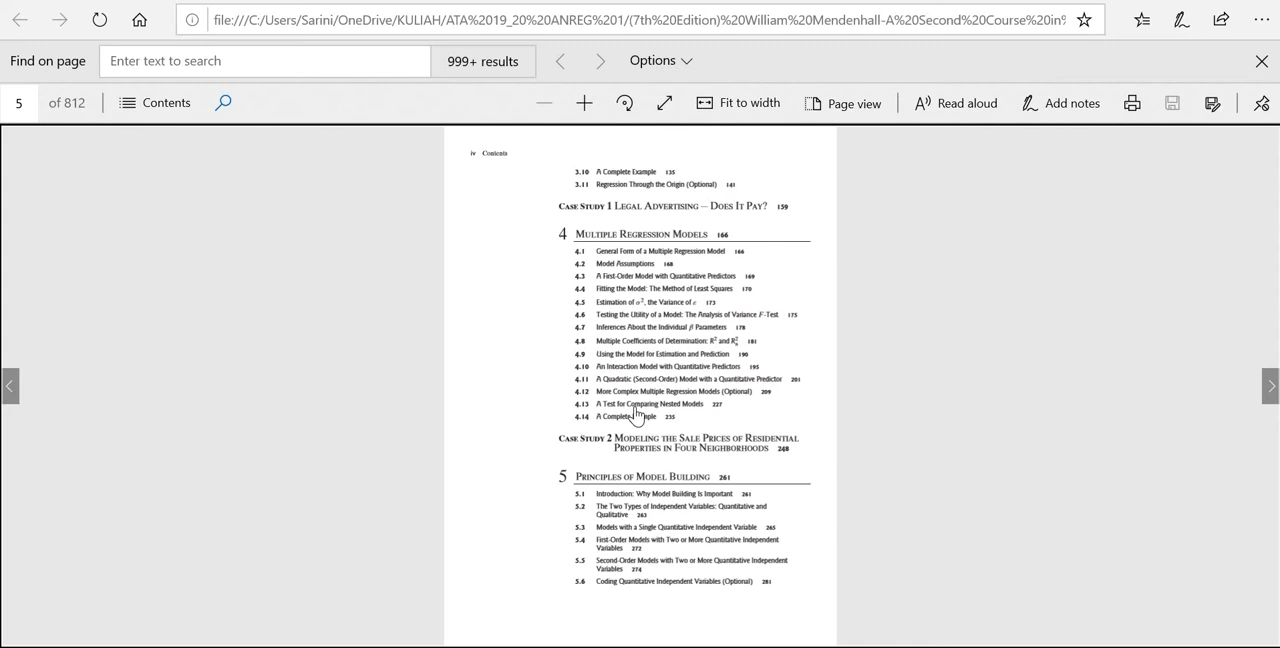 file:///C:/Users/Sarini/OneDrive/KULIAH/ATA%2019_20%20ANREG%201/(7th%20Edition)%20William%20Mendenhall-A%20Second%20Course%20in%
Find on page
Enter text to search
999+ results
Options
5 of 812
Contents
Fit to width
Page view
Read aloud
Add notes
iv Contents
3.10 A Complete Example 135
3.11 Regression Through the Origin (Optional) 141
CASE STUDY 1 LEGAL ADVERTISING — DOES IT PAY? 159
4 MULTIPLE REGRESSION MODELS 166
4.1 General Form of a Multiple Regression Model 166
4.2 Model Assumptions 168
4.3 A First-Order Model with Quantitative Predictors 169
4.4 Fitting the Model: The Method of Least Squares 170
4.5 Estimation of σ², the Variance of ε 173
4.6 Testing the Utility of a Model: The Analysis of Variance F-Test 175
4.7 Inferences About the Individual β Parameters 178
4.8 Multiple Coefficients of Determination: R² and R²ₐ 181
4.9 Using the Model for Estimation and Prediction 190
4.10 An Interaction Model with Quantitative Predictors 195
4.11 A Quadratic (Second-Order) Model with a Quantitative Predictor 201
4.12 More Complex Multiple Regression Models (Optional) 209
4.13 A Test for Comparing Nested Models 227
4.14 A Complete Example 235
CASE STUDY 2 MODELING THE SALE PRICES OF RESIDENTIAL
PROPERTIES IN FOUR NEIGHBORHOODS 248
5 PRINCIPLES OF MODEL BUILDING 261
5.1 Introduction: Why Model Building Is Important 261
5.2 The Two Types of Independent Variables: Quantitative and
Qualitative 263
5.3 Models with a Single Quantitative Independent Variable 265
5.4 First-Order Models with Two or More Quantitative Independent
Variables 272
5.5 Second-Order Models with Two or More Quantitative Independent
Variables 274
5.6 Coding Quantitative Independent Variables (Optional) 281